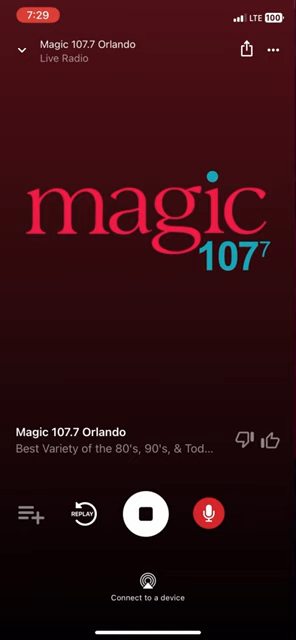 7:29
LTE 100
Magic 107.7 Orlando
Live Radio
magic
107⁷
Magic 107.7 Orlando
Best Variety of the 80's, 90's, & Tod...
REPLAY
Connect to a device